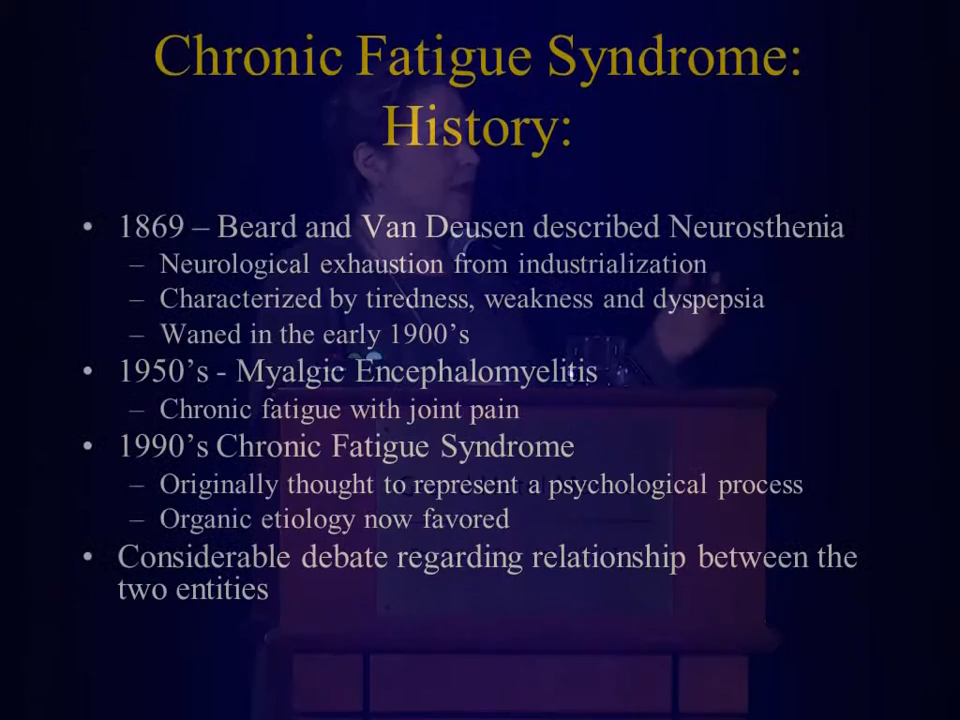 Chronic Fatigue Syndrome:
History:
• 1869 – Beard and Van Deusen described Neurosthenia
– Neurological exhaustion from industrialization
– Characterized by tiredness, weakness and dyspepsia
– Waned in the early 1900’s
• 1950’s - Myalgic Encephalomyelitis
– Chronic fatigue with joint pain
• 1990’s Chronic Fatigue Syndrome
– Originally thought to represent a psychological process
– Organic etiology now favored
• Considerable debate regarding relationship between the
two entities